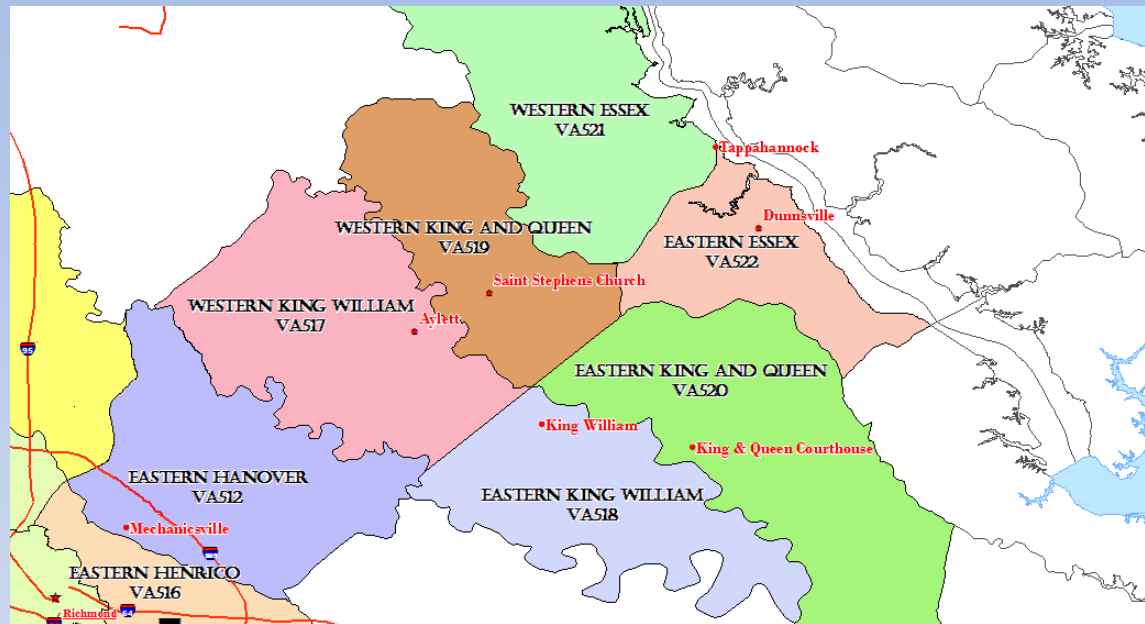 WESTERN ESSEX
VA521
Tappahannock
Dunnsville
WESTERN KING AND QUEEN
VA519
EASTERN ESSEX
VA522
Saint Stephens Church
WESTERN KING WILLIAM
VA517
Aylett
95
EASTERN KING AND QUEEN
VA520
King William
King & Queen Courthouse
EASTERN HANOVER
VA512
EASTERN KING WILLIAM
VA518
Mechanicsville
EASTERN HENRICO
VA516
Richmond
64